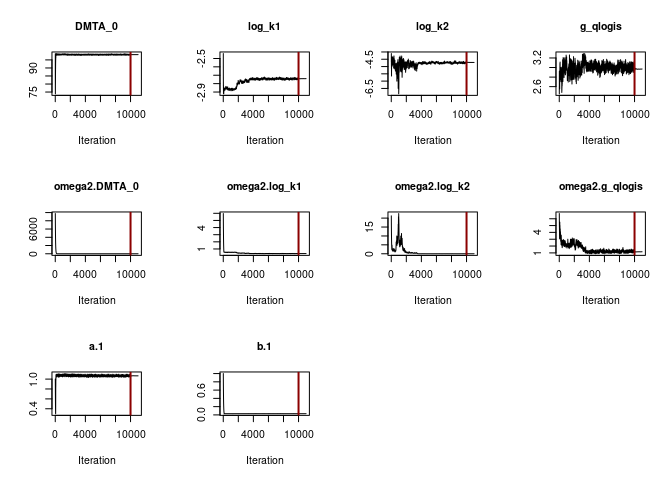 DMTA_0
log_k1
log_k2
g_qlogis
75 90
-2.9 -2.5
-6.5 -4.5
2.6 3.2
0 4000 10000
0 4000 10000
0 4000 10000
0 4000 10000
Iteration
Iteration
Iteration
Iteration
omega2.DMTA_0
omega2.log_k1
omega2.log_k2
omega2.g_qlogis
0 6000
1 4
0 15
1 4
0 4000 10000
0 4000 10000
0 4000 10000
0 4000 10000
Iteration
Iteration
Iteration
Iteration
a.1
b.1
0.4 1.0
0.0 0.6
0 4000 10000
0 4000 10000
Iteration
Iteration